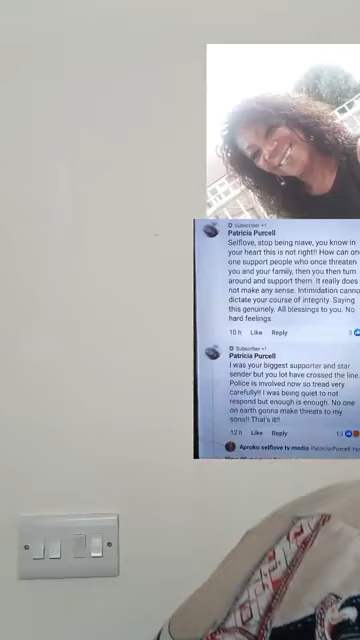 Subscriber +1
Patricia Purcell
Selflove, stop being niave, you know in
your heart this is not right!! How can on
one support people who once threaten
you and your family, then you then turn
around and support them. It really does
not make any sense. Intimidation canno
dictate your course of integrity. Saying
this genuinely. All blessings to you. No
hard feelings.
10 h Like Reply 3
Subscriber +1
Patricia Purcell
I was your biggest supporter and star
sender but you lot have crossed the line.
Police is involved now so tread very
carefully!! I was being quiet to not
respond but enough is enough. No one
on earth gonna make threats to my
sons!! That's it!!
12 h Like Reply 13
Aproko selflove tv media Patricia Purcell